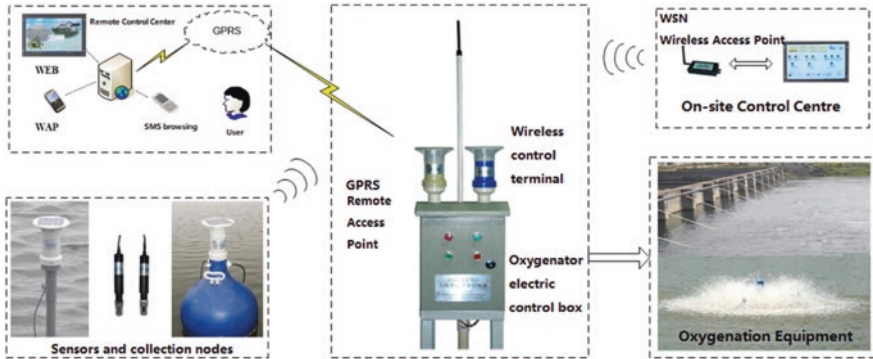 Remote Control Center
GPRS
WEB
WAP
SMS browsing
User
Sensors and collection nodes
GPRS
Remote
Access
Point
Wireless
control
terminal
Oxygenator
electric
control box
WSN
Wireless Access Point
On-site Control Centre
Oxygenation Equipment